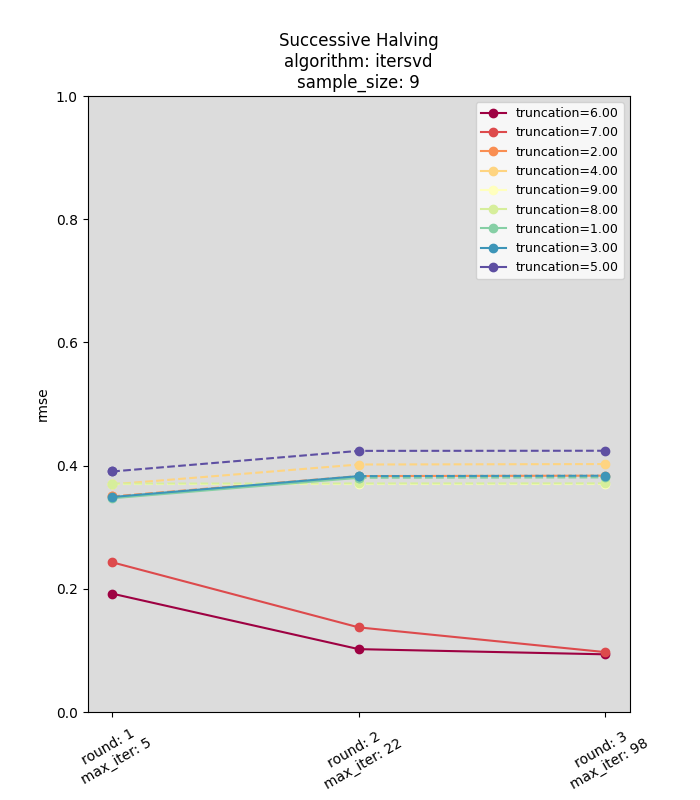 Successive Halving
algorithm: itersvd
sample_size: 9
1.0
0.8
0.6
0.4
0.2
0.0
rmse
truncation=6.00
truncation=7.00
truncation=2.00
truncation=4.00
truncation=9.00
truncation=8.00
truncation=1.00
truncation=3.00
truncation=5.00
round: 1
max_iter: 5
round: 2
max_iter: 22
round: 3
max_iter: 98